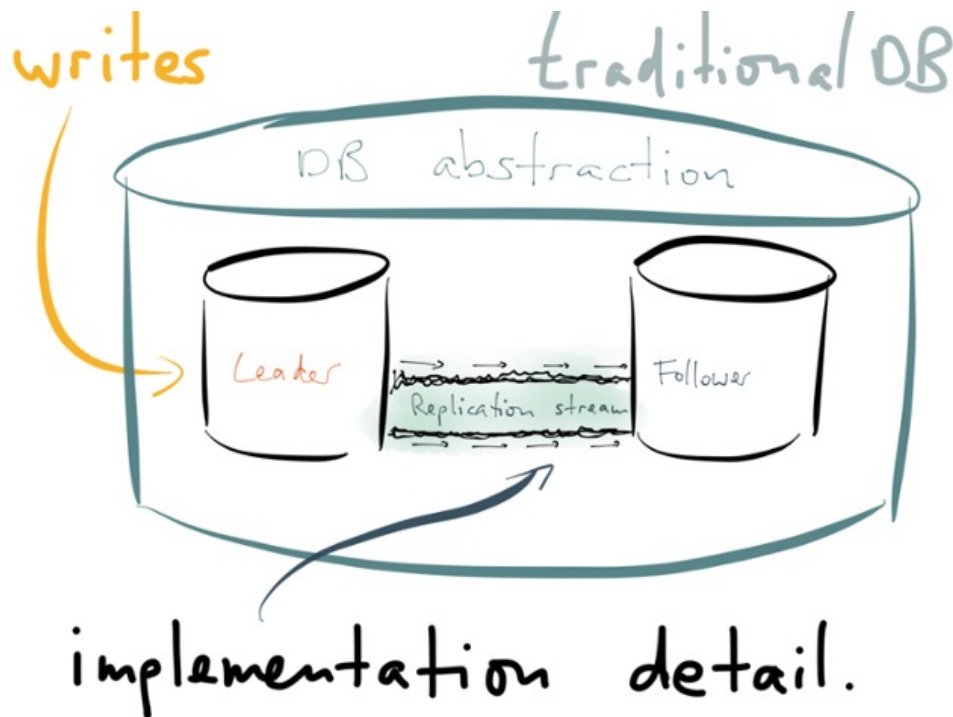 writes
traditional DB
DB abstraction
Leader
Replication stream
Follower
implementation detail.